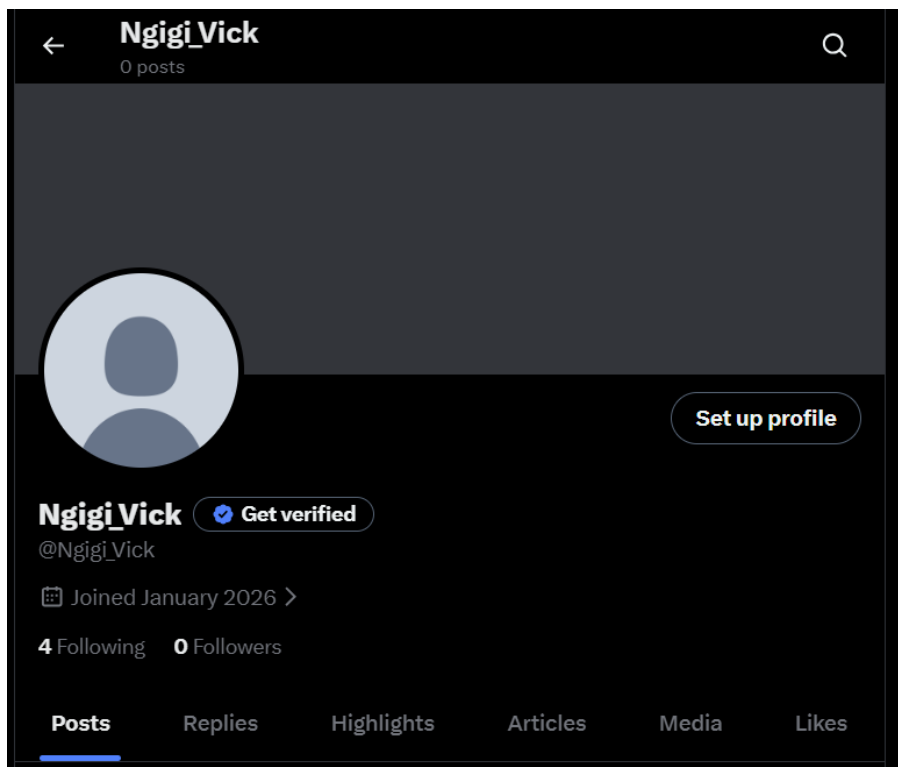 Ngigi_Vick
0 posts
Set up profile
Ngigi_Vick Get verified
@Ngigi_Vick
Joined January 2026
4 Following 0 Followers
Posts Replies Highlights Articles Media Likes